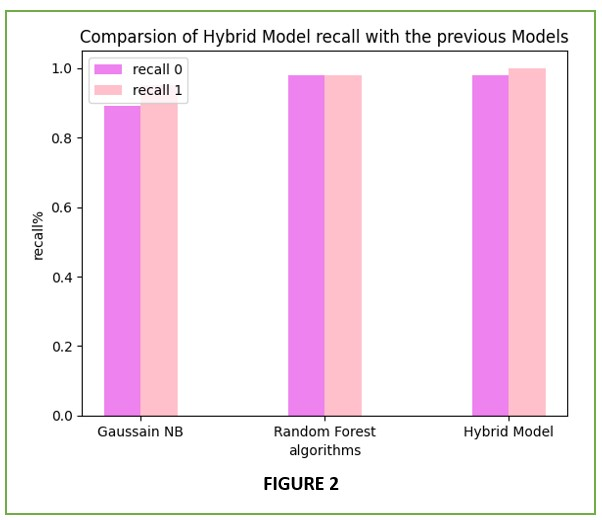 Comparsion of Hybrid Model recall with the previous Models
recall 0
recall 1
1.0
0.8
0.6
0.4
0.2
0.0
recall%
Gaussain NB Random Forest Hybrid Model
algorithms
FIGURE 2